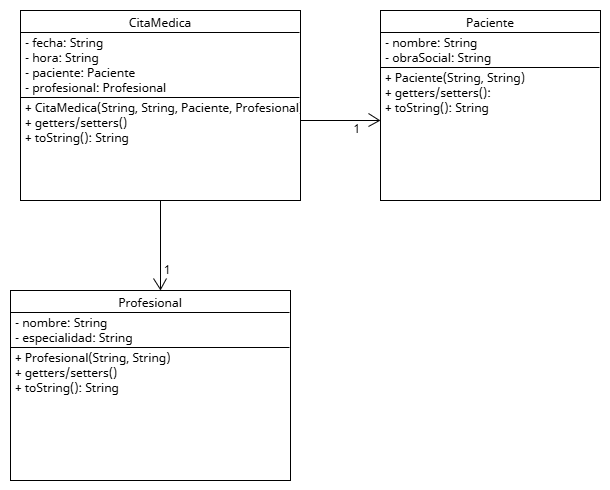 CitaMedica
- fecha: String
- hora: String
- paciente: Paciente
- profesional: Profesional
+ CitaMedica(String, String, Paciente, Profesional
+ getters/setters()
+ toString(): String
Paciente
- nombre: String
- obraSocial: String
+ Paciente(String, String)
+ getters/setters():
+ toString(): String
1
1
Profesional
- nombre: String
- especialidad: String
+ Profesional(String, String)
+ getters/setters()
+ toString(): String